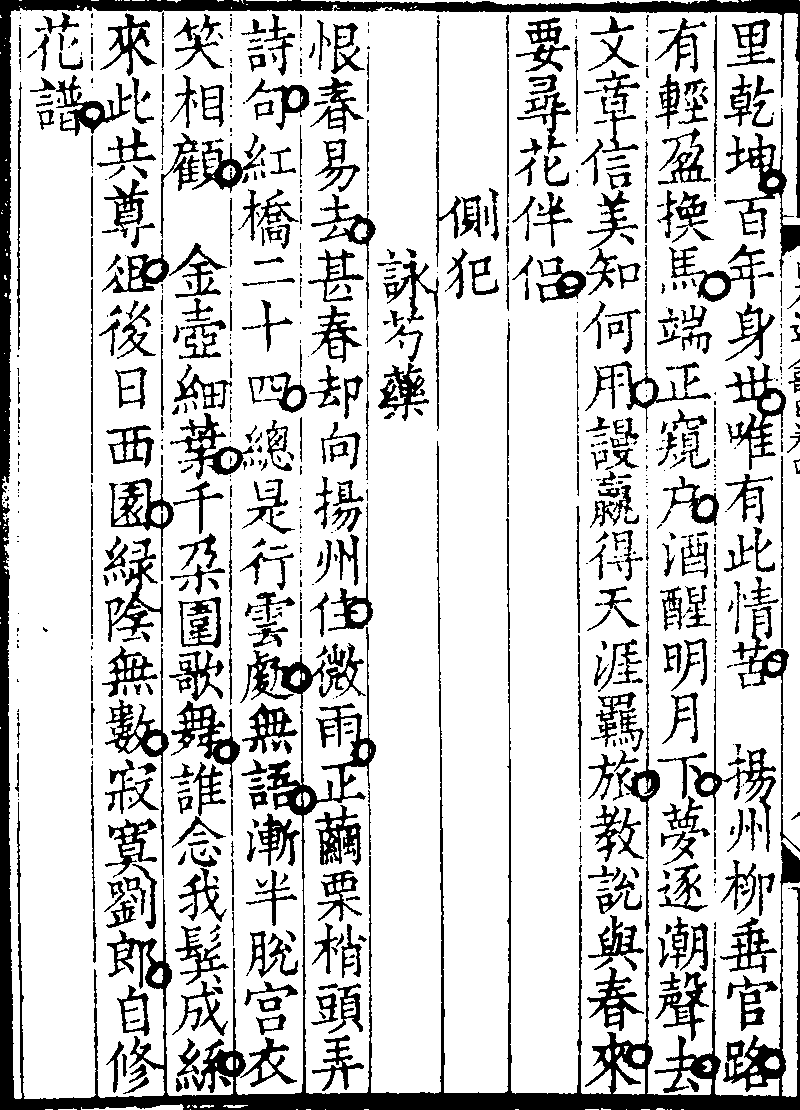 里乾坤百年身世唯有此情苦　揚州柳垂官路
有輕盈換馬端正窺户酒醒明月下夢逐潮聲去
文章信美知何用謾嬴得天涯羈旅教說與春來
要尋花伴侣
側犯
詠芍藥
恨春易去甚春却向揚州住微雨正繭栗梢頭弄
詩句紅橋二十四總是行雲處無語漸半脫宫衣
笑相顧　金壺細葉千朶圍歌舞誰念我鬂成絲
來此共尊俎後日西園緑陰無數寂寞劉郎自修
花譜